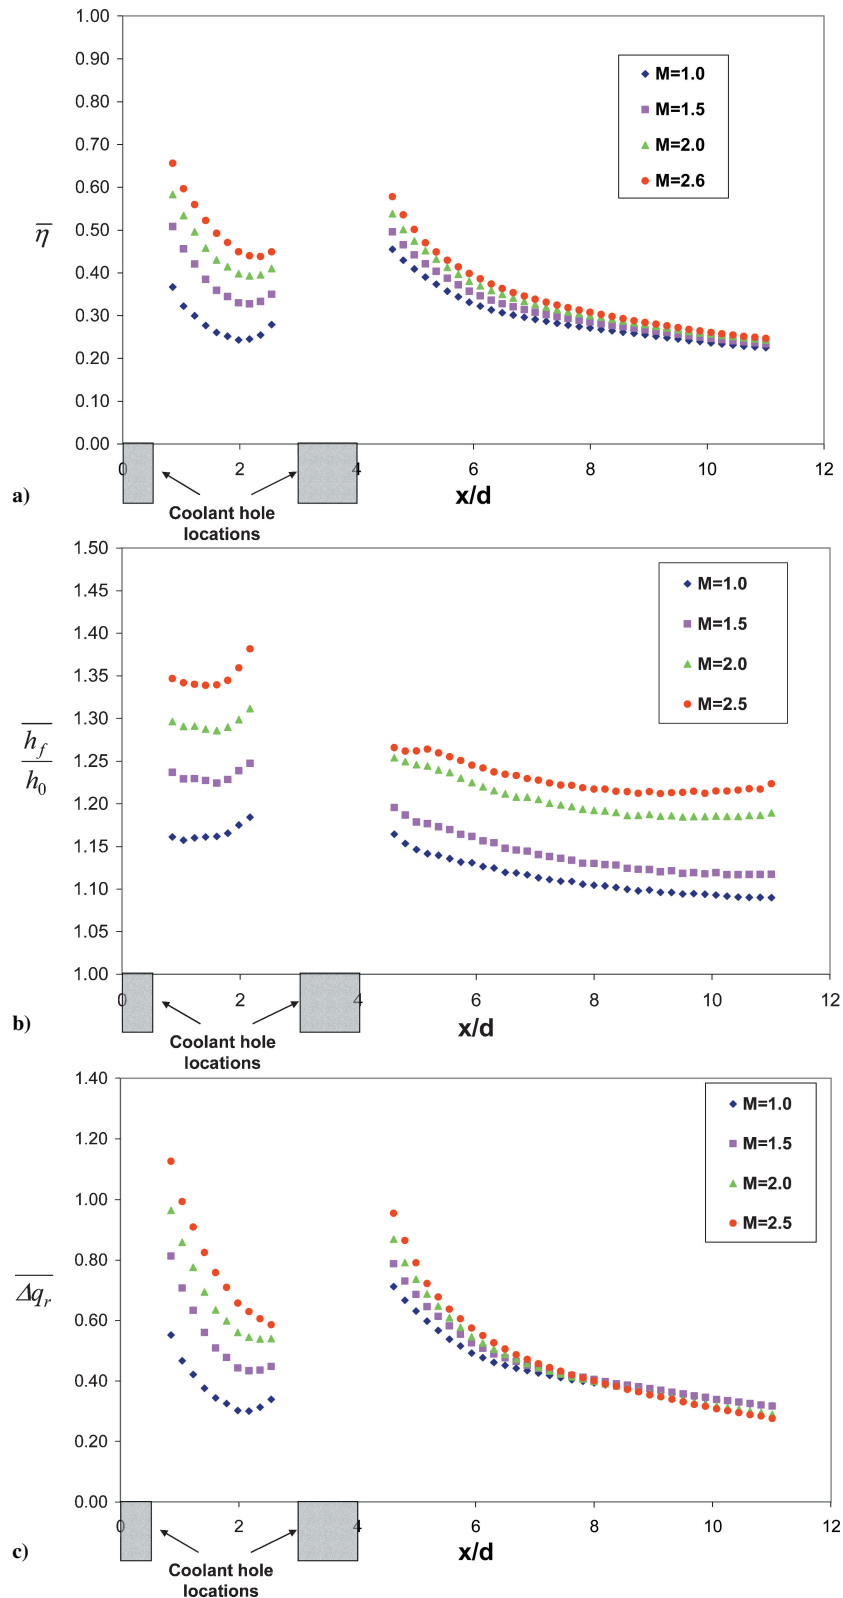 1.00
0.90
0.80
0.70
0.60
0.50
0.40
0.30
0.20
0.10
0.00
η
M=1.0
M=1.5
M=2.0
M=2.6
0 2 4 6 8 10 12
x/d
Coolant hole
locations
a)
1.50
1.45
1.40
1.35
1.30
1.25
1.20
1.15
1.10
1.05
1.00
h_f
h_0
M=1.0
M=1.5
M=2.0
M=2.5
0 2 4 6 8 10 12
x/d
Coolant hole
locations
b)
1.40
1.20
1.00
0.80
0.60
0.40
0.20
0.00
Δq_r
M=1.0
M=1.5
M=2.0
M=2.5
0 2 4 6 8 10 12
x/d
Coolant hole
locations
c)